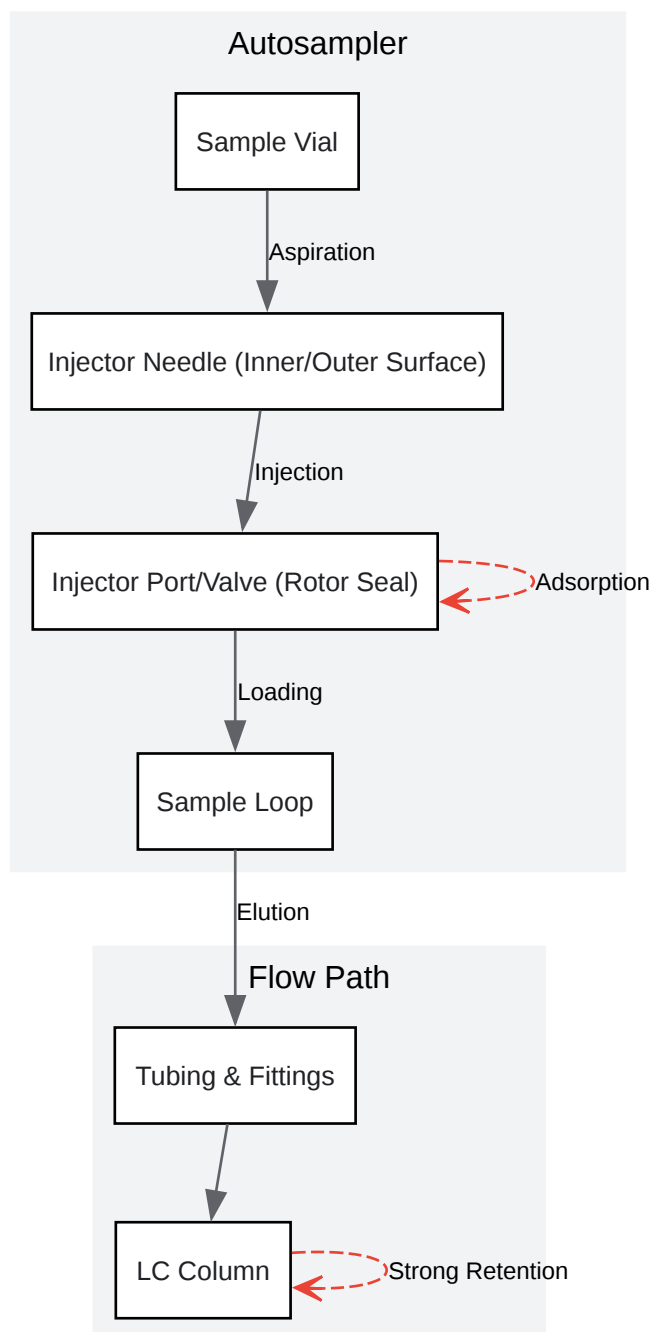 Autosampler
Sample Vial
Aspiration
Injector Needle (Inner/Outer Surface)
Injection
Injector Port/Valve (Rotor Seal)
Adsorption
Loading
Sample Loop
Elution
Flow Path
Tubing & Fittings
LC Column
Strong Retention